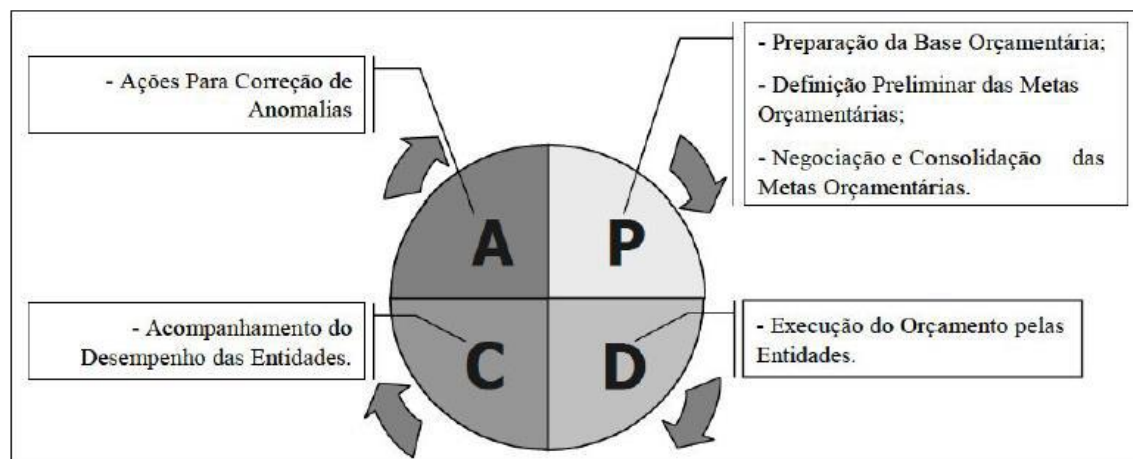 - Ações Para Correção de
Anomalias
- Preparação da Base Orçamentária;
- Definição Preliminar das Metas
Orçamentárias;
- Negociação e Consolidação das
Metas Orçamentárias.
A
P
C
D
- Acompanhamento do
Desempenho das Entidades.
- Execução do Orçamento pelas
Entidades.